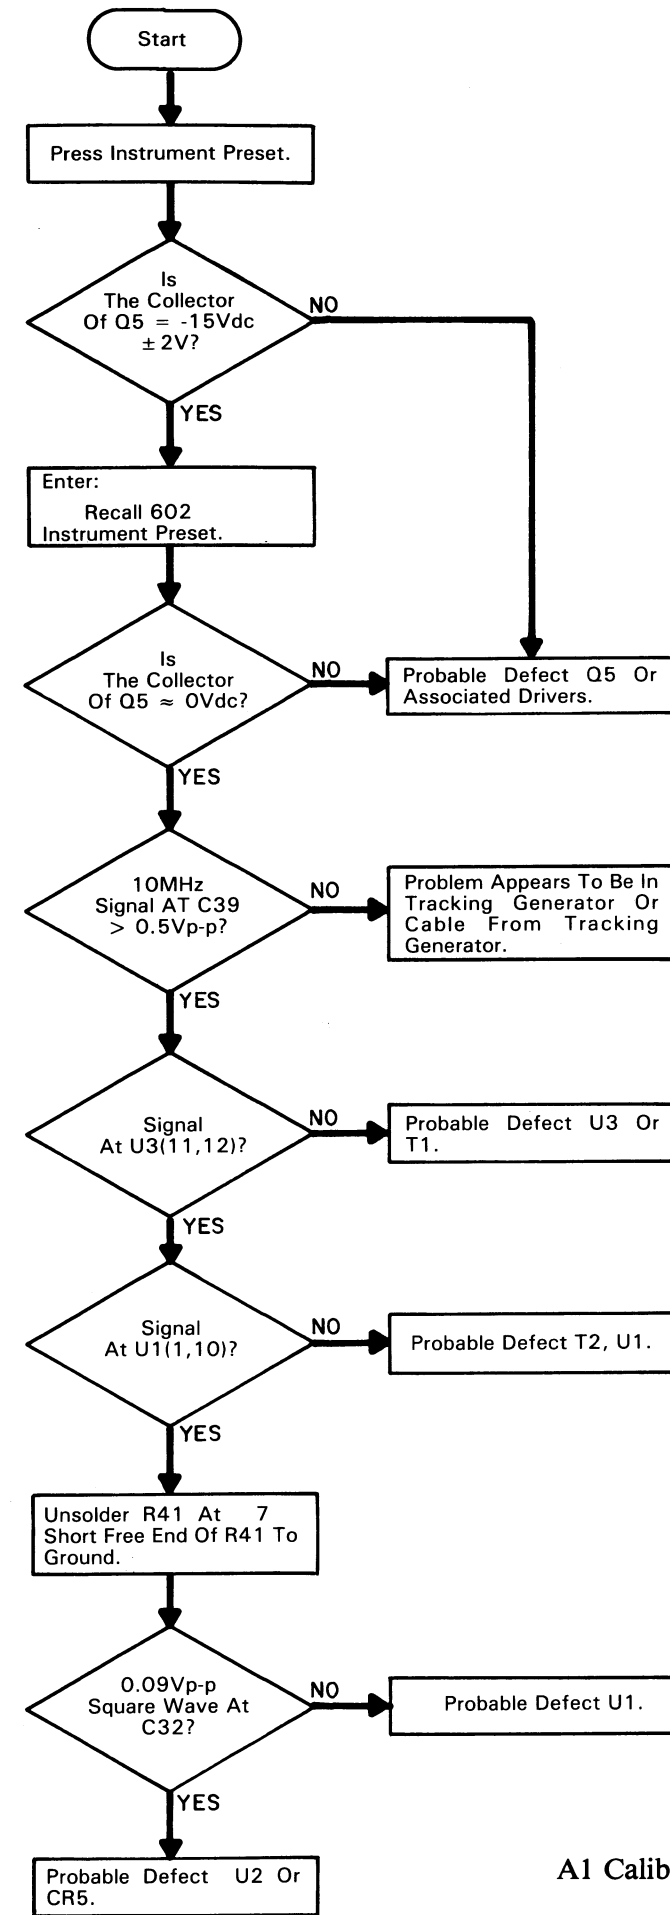 Start
Press Instrument Preset.
Is
The Collector
Of Q5 = -15Vdc
± 2V?
NO
YES
Enter:
Recall 602
Instrument Preset.
Is
The Collector
Of Q5 ≈ 0Vdc?
NO
Probable Defect Q5 Or
Associated Drivers.
YES
10MHz
Signal AT C39
> 0.5Vp-p?
NO
Problem Appears To Be In
Tracking Generator Or
Cable From Tracking
Generator.
YES
Signal
At U3(11,12)?
NO
Probable Defect U3 Or
T1.
YES
Signal
At U1(1,10)?
NO
Probable Defect T2, U1.
YES
Unsolder R41 At 7
Short Free End Of R41 To
Ground.
0.09Vp-p
Square Wave At
C32?
NO
Probable Defect U1.
YES
Probable Defect U2 Or
CR5.
A1 Calib